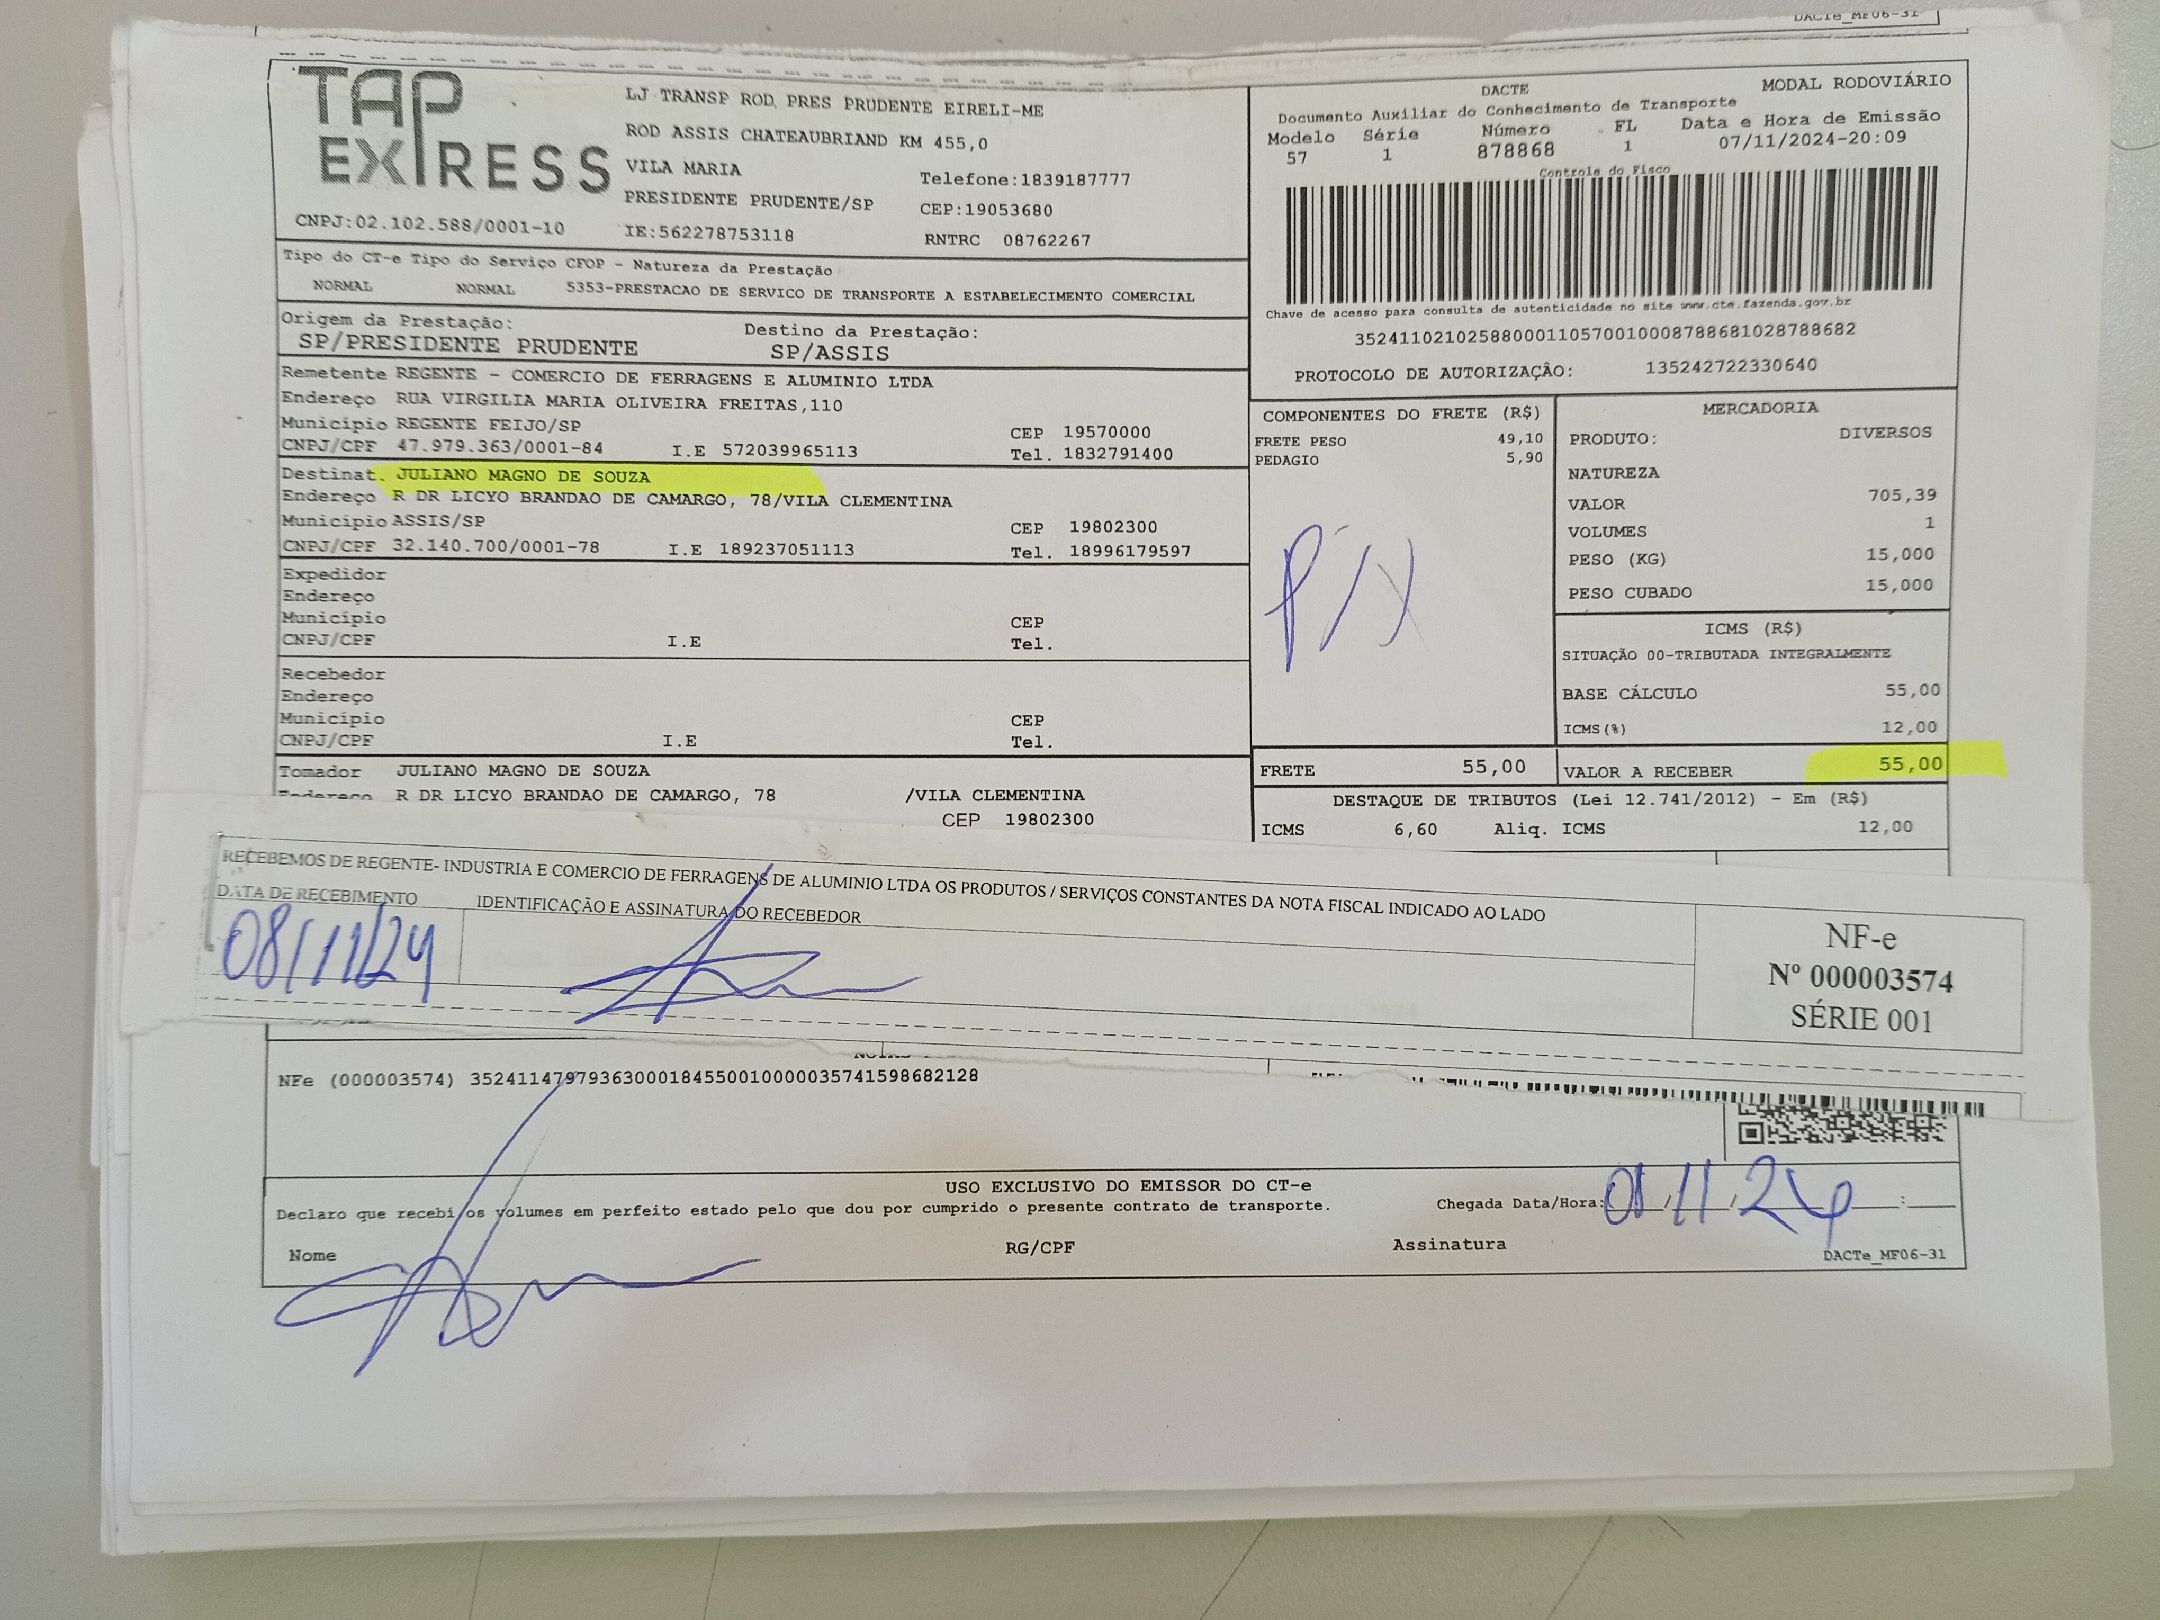 DACTe_MF06-31
TAP EXPRESS
LJ TRANSP ROD. PRES PRUDENTE EIRELI-ME
ROD ASSIS CHATEAUBRIAND KM 455,0
VILA MARIA
Telefone:1839187777
PRESIDENTE PRUDENTE/SP
CEP:19053680
CNPJ:02.102.588/0001-10
IE:562278753118
RNTRC 08762267
DACTE
MODAL RODOVIÁRIO
Documento Auxiliar do Conhecimento de Transporte
Modelo Série Número FL Data e Hora de Emissão
57 1 878868 1 07/11/2024-20:09
Controle do Fisco
Chave de acesso para consulta de autenticidade no site www.cte.fazenda.gov.br
35241102102588000110570010008788681028788682
PROTOCOLO DE AUTORIZAÇÃO: 135242722330640
Tipo do CT-e Tipo do Serviço CFOP - Natureza da Prestação
NORMAL NORMAL 5353-PRESTACAO DE SERVICO DE TRANSPORTE A ESTABELECIMENTO COMERCIAL
Origem da Prestação: Destino da Prestação:
SP/PRESIDENTE PRUDENTE SP/ASSIS
Remetente REGENTE - COMERCIO DE FERRAGENS E ALUMINIO LTDA
Endereço RUA VIRGILIA MARIA OLIVEIRA FREITAS,110
Município REGENTE FEIJO/SP CEP 19570000
CNPJ/CPF 47.979.363/0001-84 I.E 572039965113 Tel. 1832791400
Destinat. JULIANO MAGNO DE SOUZA
Endereço R DR LICYO BRANDAO DE CAMARGO, 78/VILA CLEMENTINA
Município ASSIS/SP CEP 19802300
CNPJ/CPF 32.140.700/0001-78 I.E 189237051113 Tel. 18996179597
Expedidor
Endereço
Município CEP
CNPJ/CPF I.E Tel.
Recebedor
Endereço
Município CEP
CNPJ/CPF I.E Tel.
Tomador JULIANO MAGNO DE SOUZA
Endereço R DR LICYO BRANDAO DE CAMARGO, 78 /VILA CLEMENTINA
CEP 19802300
COMPONENTES DO FRETE (R$)
FRETE PESO 49,10
PEDAGIO 5,90
PIX
MERCADORIA
PRODUTO: DIVERSOS
NATUREZA
VALOR 705,39
VOLUMES 1
PESO (KG) 15,000
PESO CUBADO 15,000
ICMS (R$)
SITUAÇÃO 00-TRIBUTADA INTEGRALMENTE
BASE CÁLCULO 55,00
ICMS(%) 12,00
FRETE 55,00 VALOR A RECEBER 55,00
DESTAQUE DE TRIBUTOS (Lei 12.741/2012) - Em (R$)
ICMS 6,60 Aliq. ICMS 12,00
RECEBEMOS DE REGENTE- INDUSTRIA E COMERCIO DE FERRAGENS DE ALUMINIO LTDA OS PRODUTOS / SERVIÇOS CONSTANTES DA NOTA FISCAL INDICADO AO LADO
DATA DE RECEBIMENTO IDENTIFICAÇÃO E ASSINATURA DO RECEBEDOR
08/11/24
NF-e
Nº 000003574
SÉRIE 001
NFe (000003574) 35241147979363000184550010000035741598682128
USO EXCLUSIVO DO EMISSOR DO CT-e
Declaro que recebi os volumes em perfeito estado pelo que dou por cumprido o presente contrato de transporte.
Chegada Data/Hora: 08/11/24 :
Nome RG/CPF Assinatura
DACTe_MF06-31